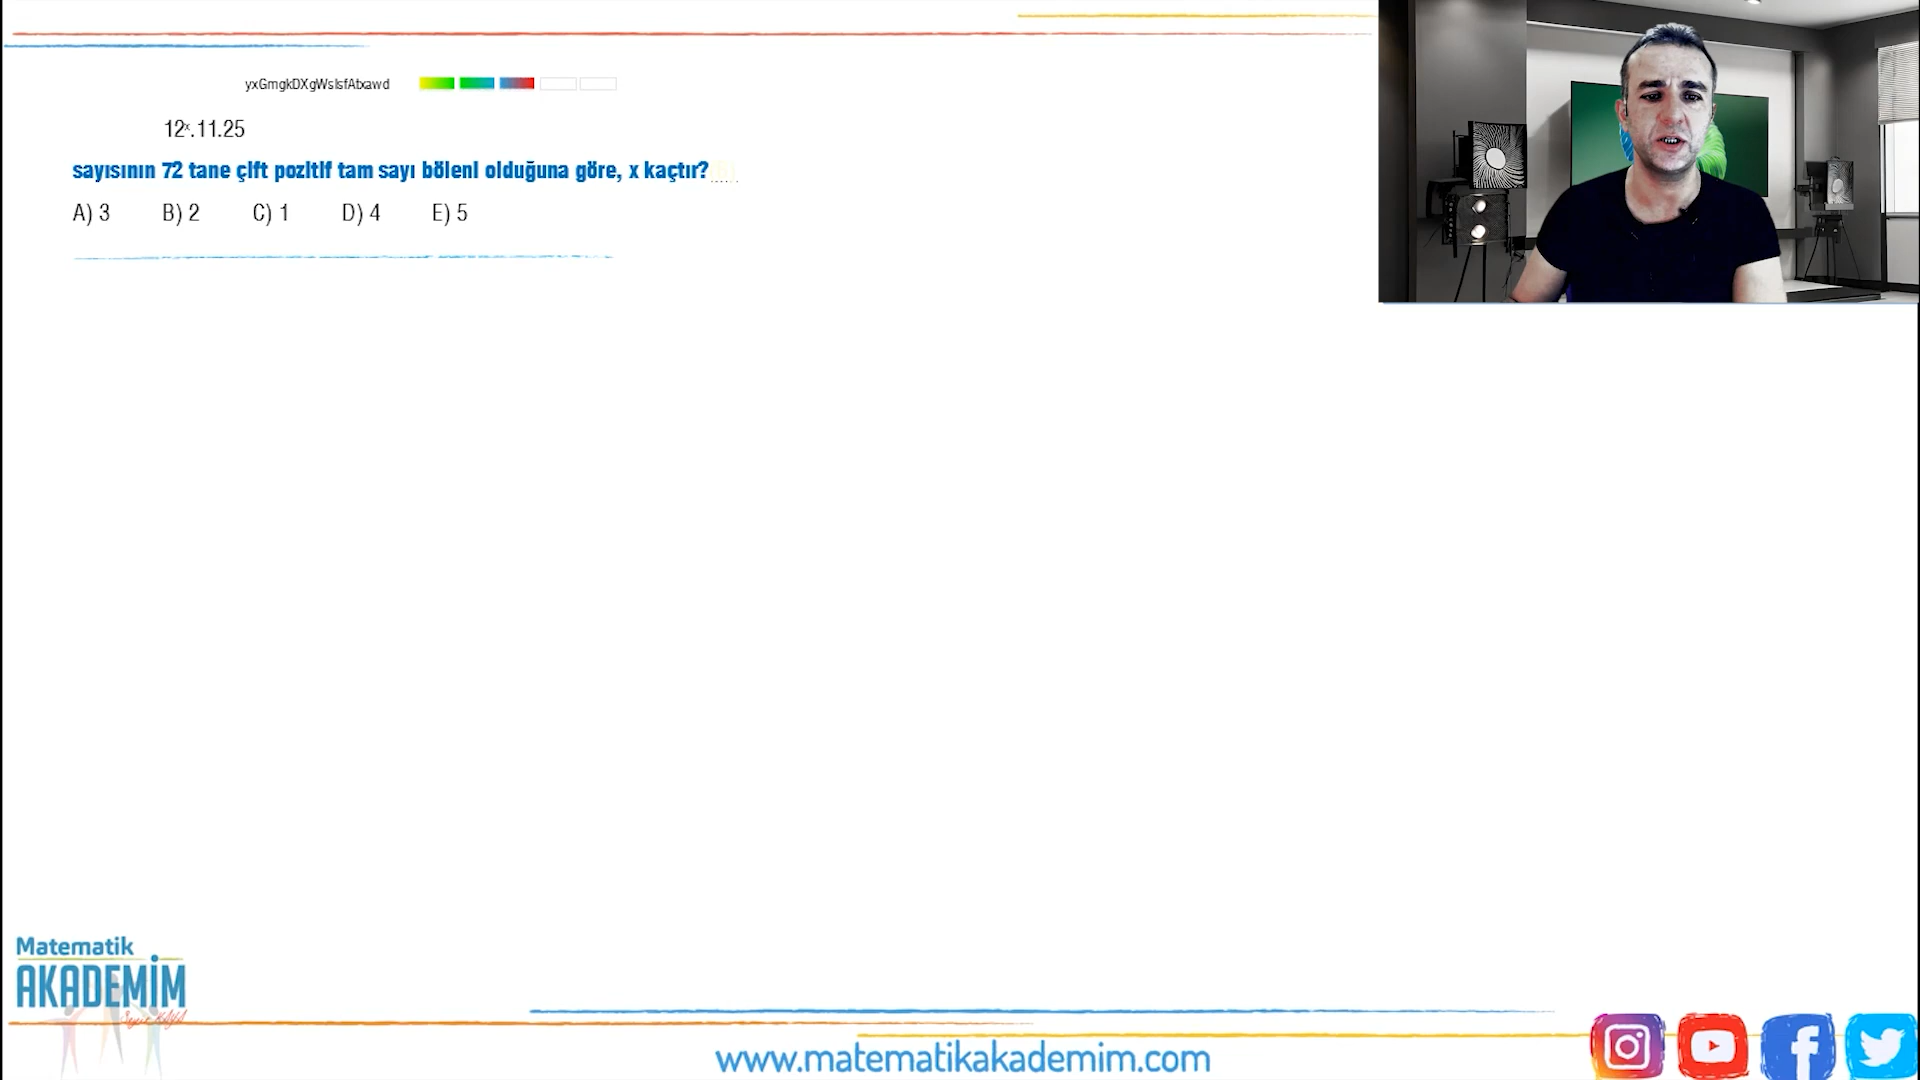 yxGmgkDXgWsIsfAtxawd
12ˣ.11.25
sayısının 72 tane çift pozitif tam sayı böleni olduğuna göre, x kaçtır?
A) 3 B) 2 C) 1 D) 4 E) 5
Matematik
AKADEMİM
www.matematikakademim.com